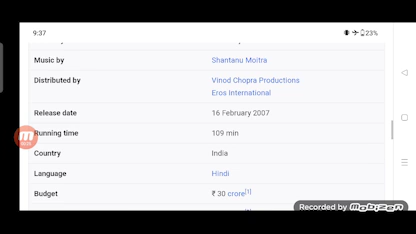 9:37
23%
Music by Shantanu Moitra
Distributed by Vinod Chopra Productions
Eros International
Release date 16 February 2007
Running time 109 min
Country India
Language Hindi
Budget ₹ 30 crore[1]
Recorded by Mobizen